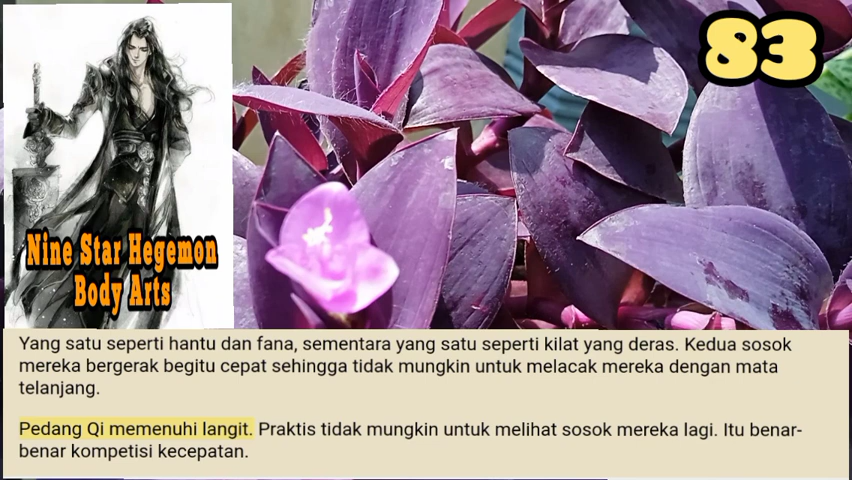 83
Nine Star Hegemon
Body Arts
Yang satu seperti hantu dan fana, sementara yang satu seperti kilat yang deras. Kedua sosok
mereka bergerak begitu cepat sehingga tidak mungkin untuk melacak mereka dengan mata
telanjang.
Pedang Qi memenuhi langit. Praktis tidak mungkin untuk melihat sosok mereka lagi. Itu benar-
benar kompetisi kecepatan.